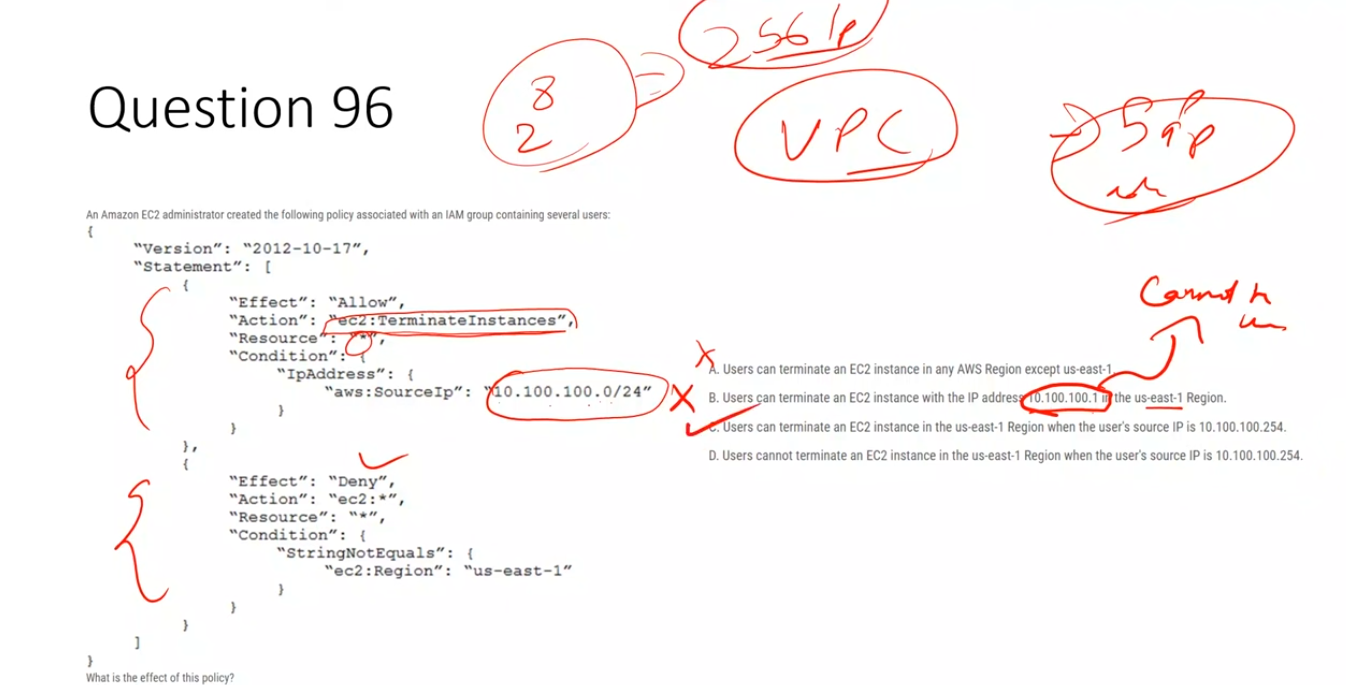 256 Ip
8
2
VPC
5 Ip
Question 96
An Amazon EC2 administrator created the following policy associated with an IAM group containing several users:
{
"Version": "2012-10-17",
"Statement": [
{
"Effect": "Allow",
"Action": "ec2:TerminateInstances",
"Resource": "*",
"Condition": {
"IpAddress": {
"aws:SourceIp": "10.100.100.0/24"
}
}
},
{
"Effect": "Deny",
"Action": "ec2:*",
"Resource": "*",
"Condition": {
"StringNotEquals": {
"ec2:Region": "us-east-1"
}
}
}
]
}
What is the effect of this policy?
Cannot
A. Users can terminate an EC2 instance in any AWS Region except us-east-1.
B. Users can terminate an EC2 instance with the IP address 10.100.100.1 in the us-east-1 Region.
C. Users can terminate an EC2 instance in the us-east-1 Region when the user's source IP is 10.100.100.254.
D. Users cannot terminate an EC2 instance in the us-east-1 Region when the user's source IP is 10.100.100.254.